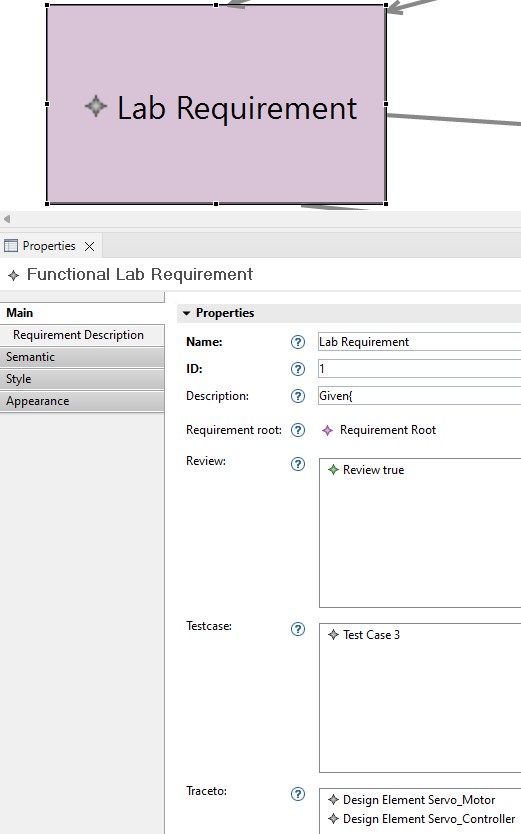 Lab Requirement
Properties
Functional Lab Requirement
Main
Requirement Description
Semantic
Style
Appearance
Properties
Name: ? Lab Requirement
ID: ? 1
Description: ? Given{
Requirement root: ? Requirement Root
Review: ? Review true
Testcase: ? Test Case 3
Traceto: ? Design Element Servo_Motor
Design Element Servo_Controller